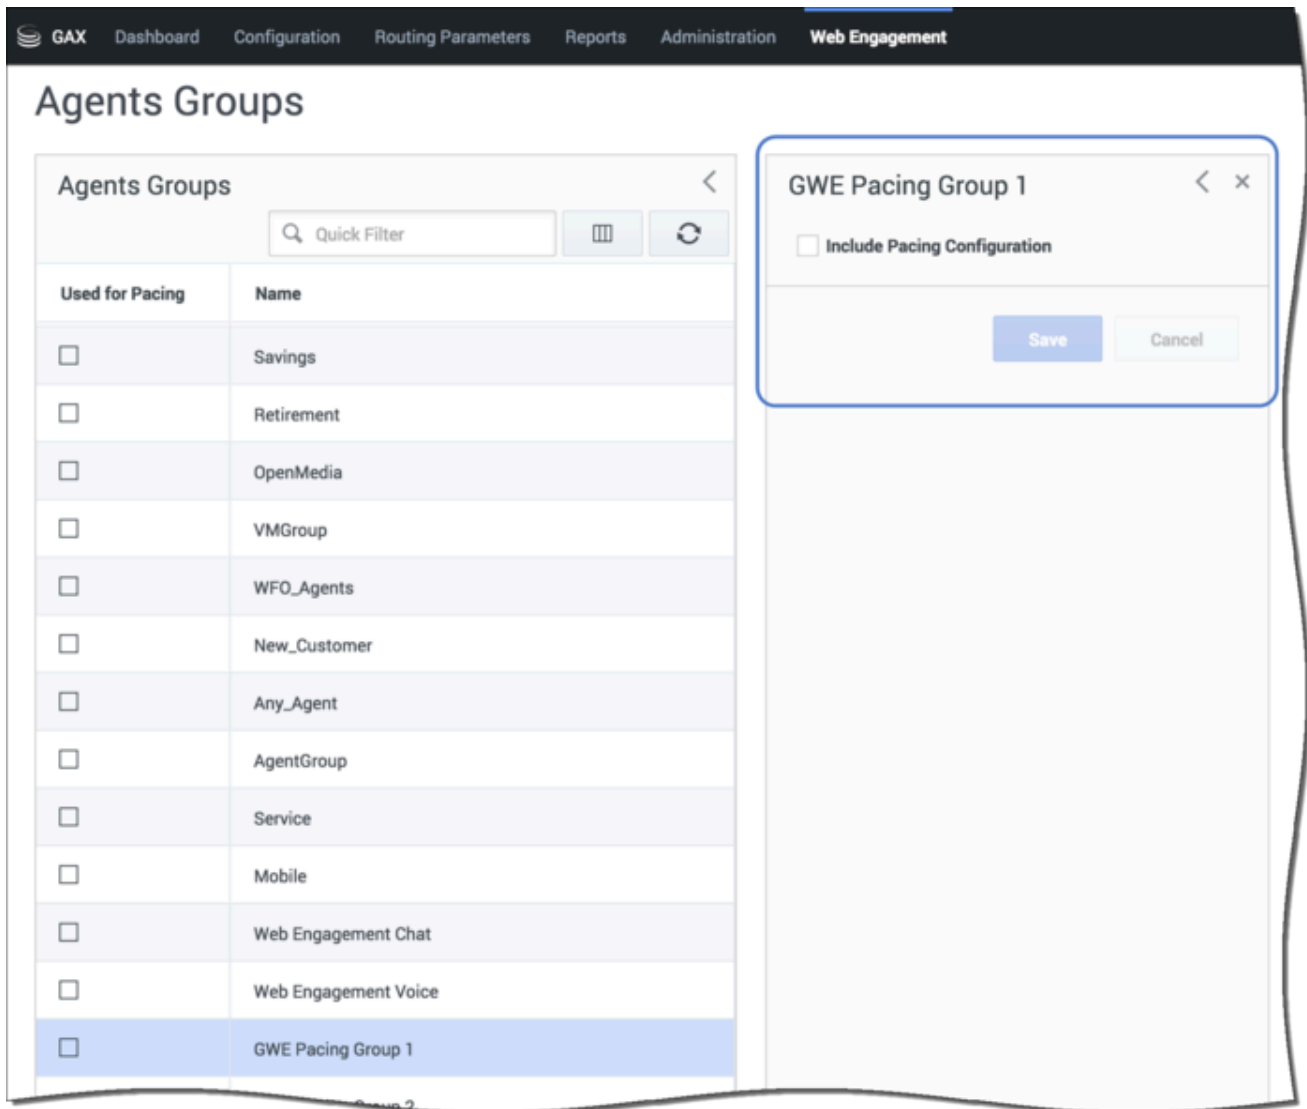 GAX Dashboard Configuration Routing Parameters Reports Administration Web Engagement
Agents Groups
Agents Groups
Quick Filter
Used for Pacing Name
Savings
Retirement
OpenMedia
VMGroup
WFO_Agents
New_Customer
Any_Agent
AgentGroup
Service
Mobile
Web Engagement Chat
Web Engagement Voice
GWE Pacing Group 1
Group 2
GWE Pacing Group 1
Include Pacing Configuration
Save Cancel